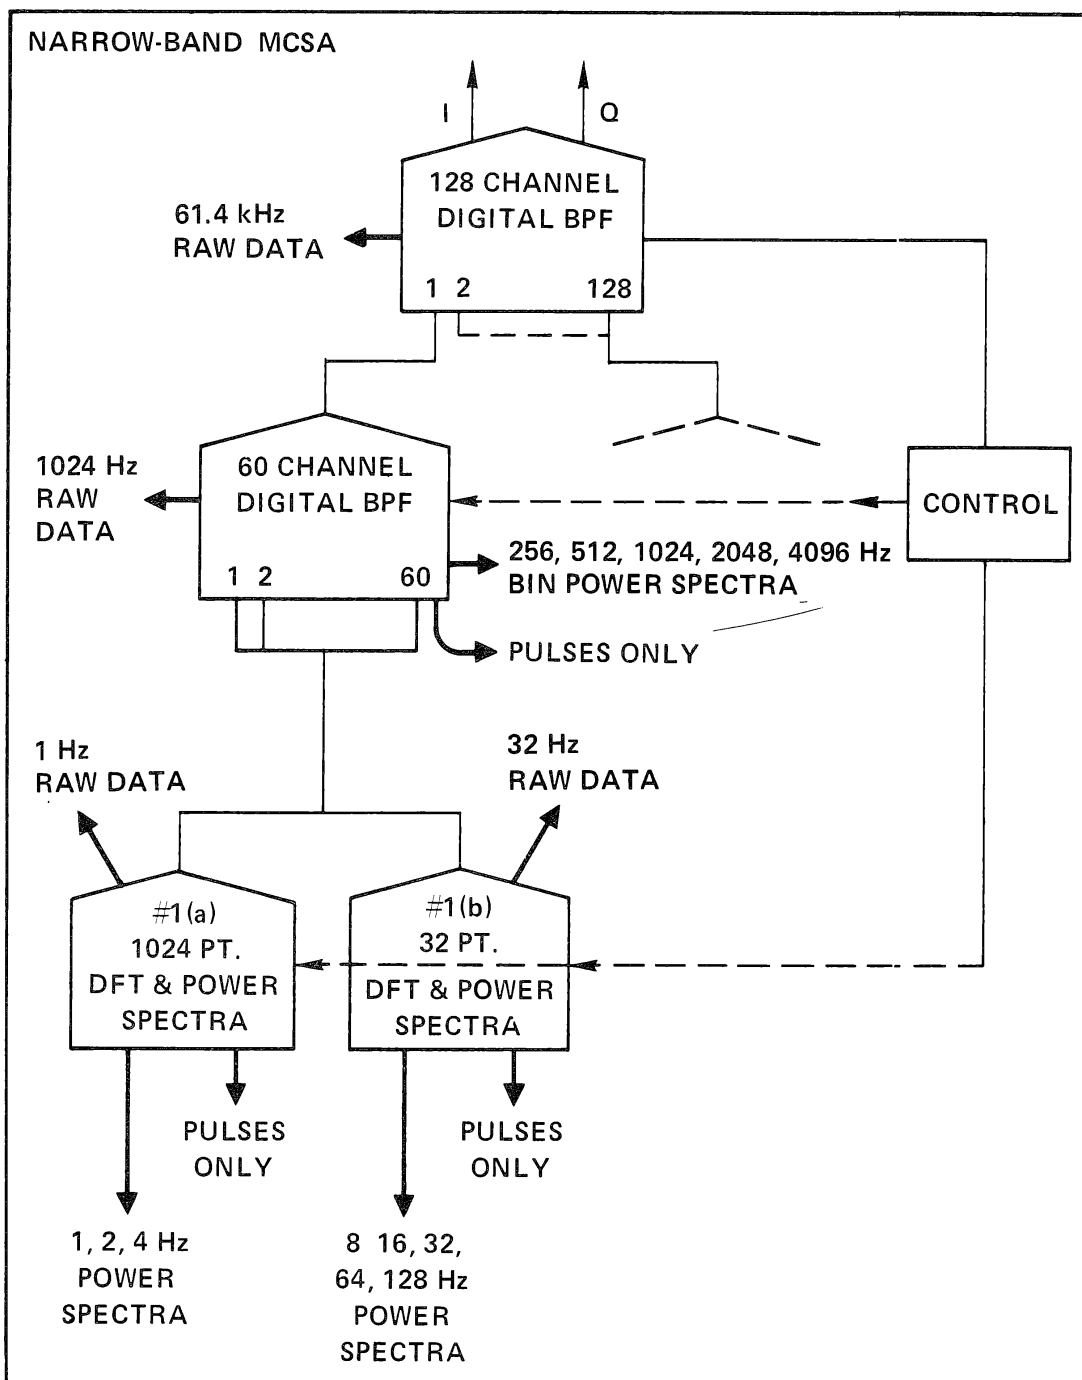 NARROW-BAND MCSA
I
Q
128 CHANNEL
DIGITAL BPF
61.4 kHz
RAW DATA
1 2 128
60 CHANNEL
DIGITAL BPF
1024 Hz
RAW
DATA
CONTROL
256, 512, 1024, 2048, 4096 Hz
BIN POWER SPECTRA
1 2 60
PULSES ONLY
1 Hz
RAW DATA
32 Hz
RAW DATA
#1(a)
1024 PT.
DFT & POWER
SPECTRA
#1(b)
32 PT.
DFT & POWER
SPECTRA
PULSES
ONLY
PULSES
ONLY
1, 2, 4 Hz
POWER
SPECTRA
8 16, 32,
64, 128 Hz
POWER
SPECTRA